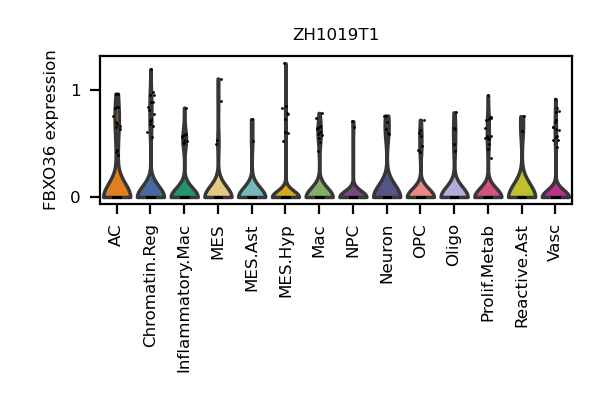 ZH1019T1
FBXO36 expression
1
0
AC
Chromatin.Reg
Inflammatory.Mac
MES
MES.Ast
MES.Hyp
Mac
NPC
Neuron
OPC
Oligo
Prolif.Metab
Reactive.Ast
Vasc